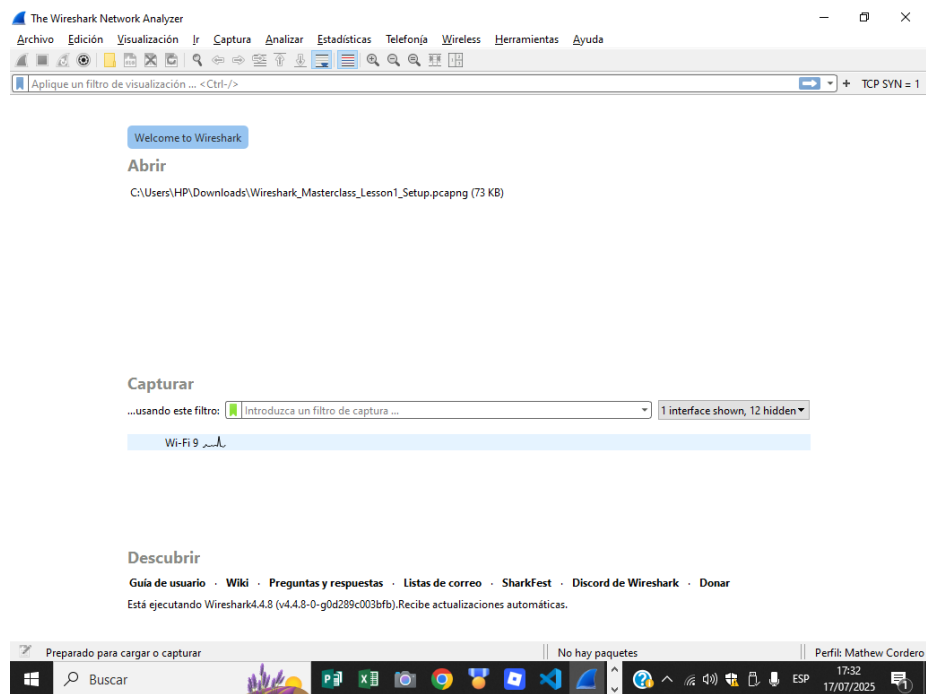 The Wireshark Network Analyzer
Archivo Edición Visualización Ir Captura Analizar Estadísticas Telefonía Wireless Herramientas Ayuda
Aplique un filtro de visualización ... <Ctrl-/>
+ TCP SYN = 1
Welcome to Wireshark
Abrir
C:\Users\HP\Downloads\Wireshark_Masterclass_Lesson1_Setup.pcapng (73 KB)
Capturar
...usando este filtro: Introduzca un filtro de captura ... 1 interface shown, 12 hidden
Wi-Fi 9
Descubrir
Guía de usuario · Wiki · Preguntas y respuestas · Listas de correo · SharkFest · Discord de Wireshark · Donar
Está ejecutando Wireshark4.4.8 (v4.4.8-0-g0d289c003bfb).Recibe actualizaciones automáticas.
Preparado para cargar o capturar No hay paquetes Perfil: Mathew Cordero
Buscar ESP 17:32
17/07/2025